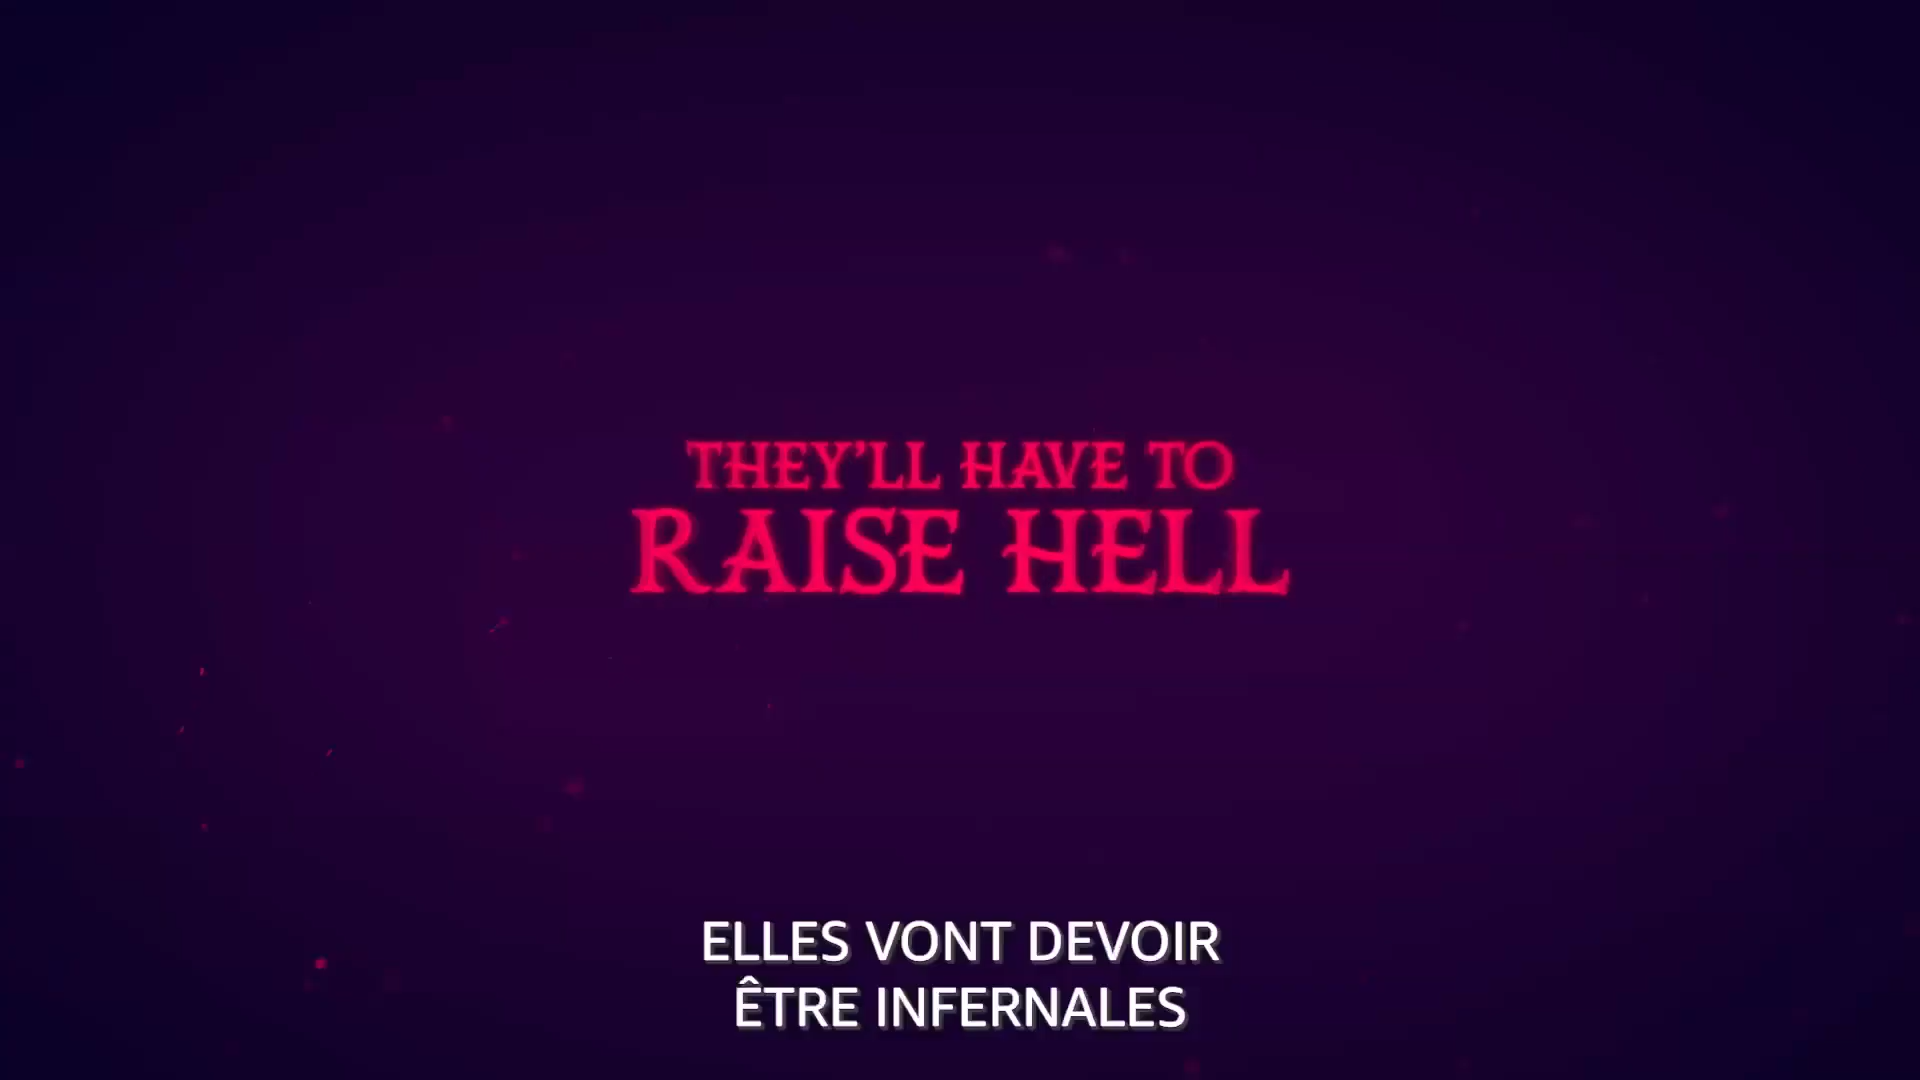 THEY'LL HAVE TO
RAISE HELL
ELLES VONT DEVOIR
ÊTRE INFERNALES